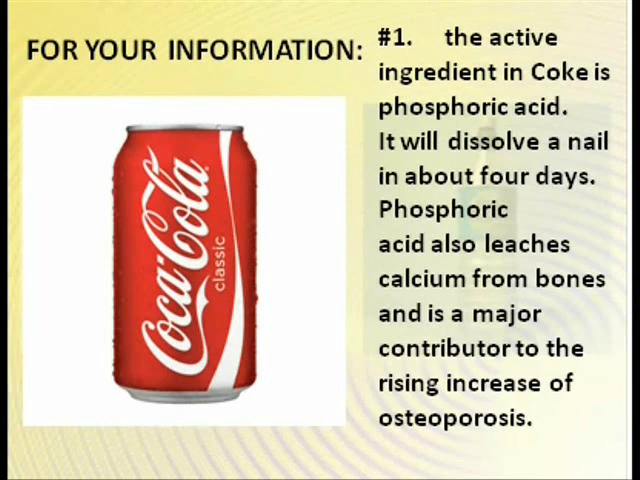 FOR YOUR INFORMATION:
Coca-Cola
classic
#1. the active
ingredient in Coke is
phosphoric acid.
It will dissolve a nail
in about four days.
Phosphoric
acid also leaches
calcium from bones
and is a major
contributor to the
rising increase of
osteoporosis.